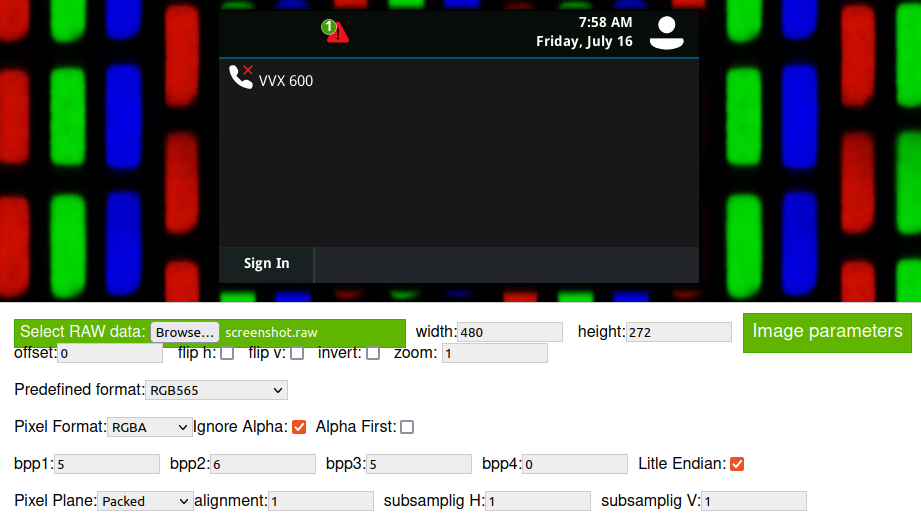 1
7:58 AM
Friday, July 16
VVX 600
Sign In
Select RAW data: Browse... screenshot.raw width: 480 height: 272 Image parameters
offset: 0 flip h: flip v: invert: zoom: 1
Predefined format: RGB565
Pixel Format: RGBA Ignore Alpha: Alpha First:
bpp1: 5 bpp2: 6 bpp3: 5 bpp4: 0 Litle Endian:
Pixel Plane: Packed alignment: 1 subsamplig H: 1 subsamplig V: 1